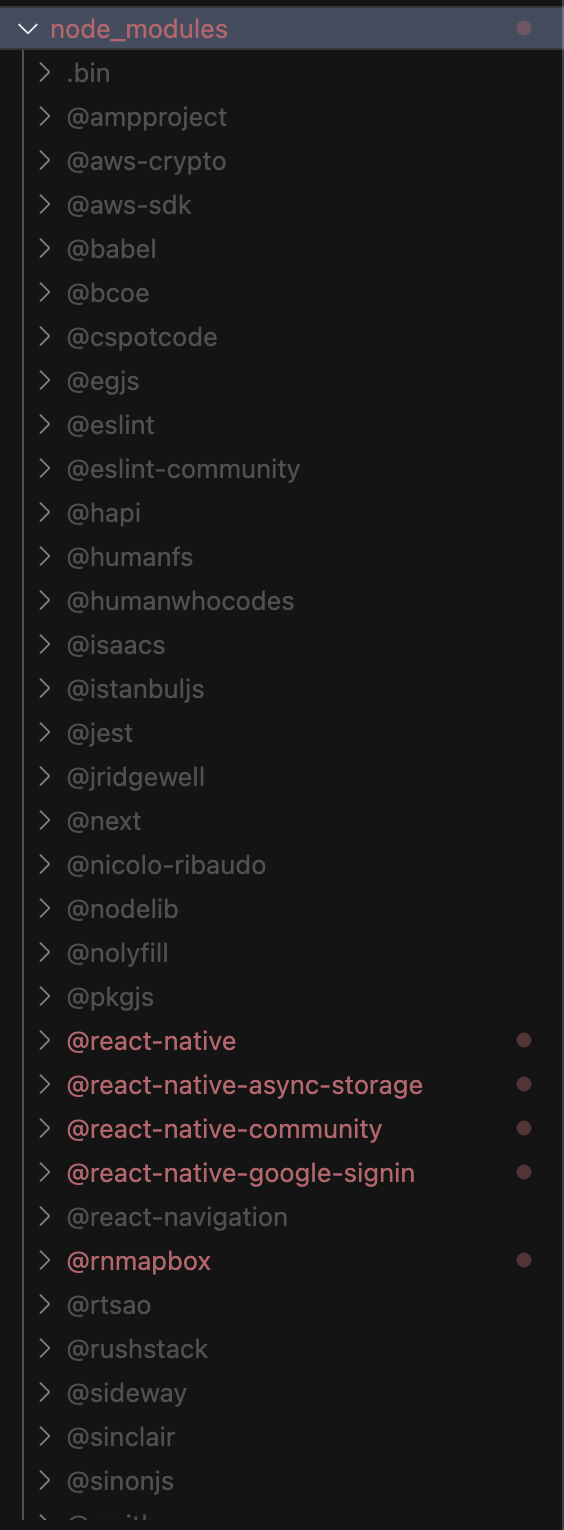 node_modules
.bin
@ampproject
@aws-crypto
@aws-sdk
@babel
@bcoe
@cspotcode
@egjs
@eslint
@eslint-community
@hapi
@humanfs
@humanwhocodes
@isaacs
@istanbuljs
@jest
@jridgewell
@next
@nicolo-ribaudo
@nodelib
@nolyfill
@pkgjs
@react-native
@react-native-async-storage
@react-native-community
@react-native-google-signin
@react-navigation
@rnmapbox
@rtsao
@rushstack
@sideway
@sinclair
@sinonjs